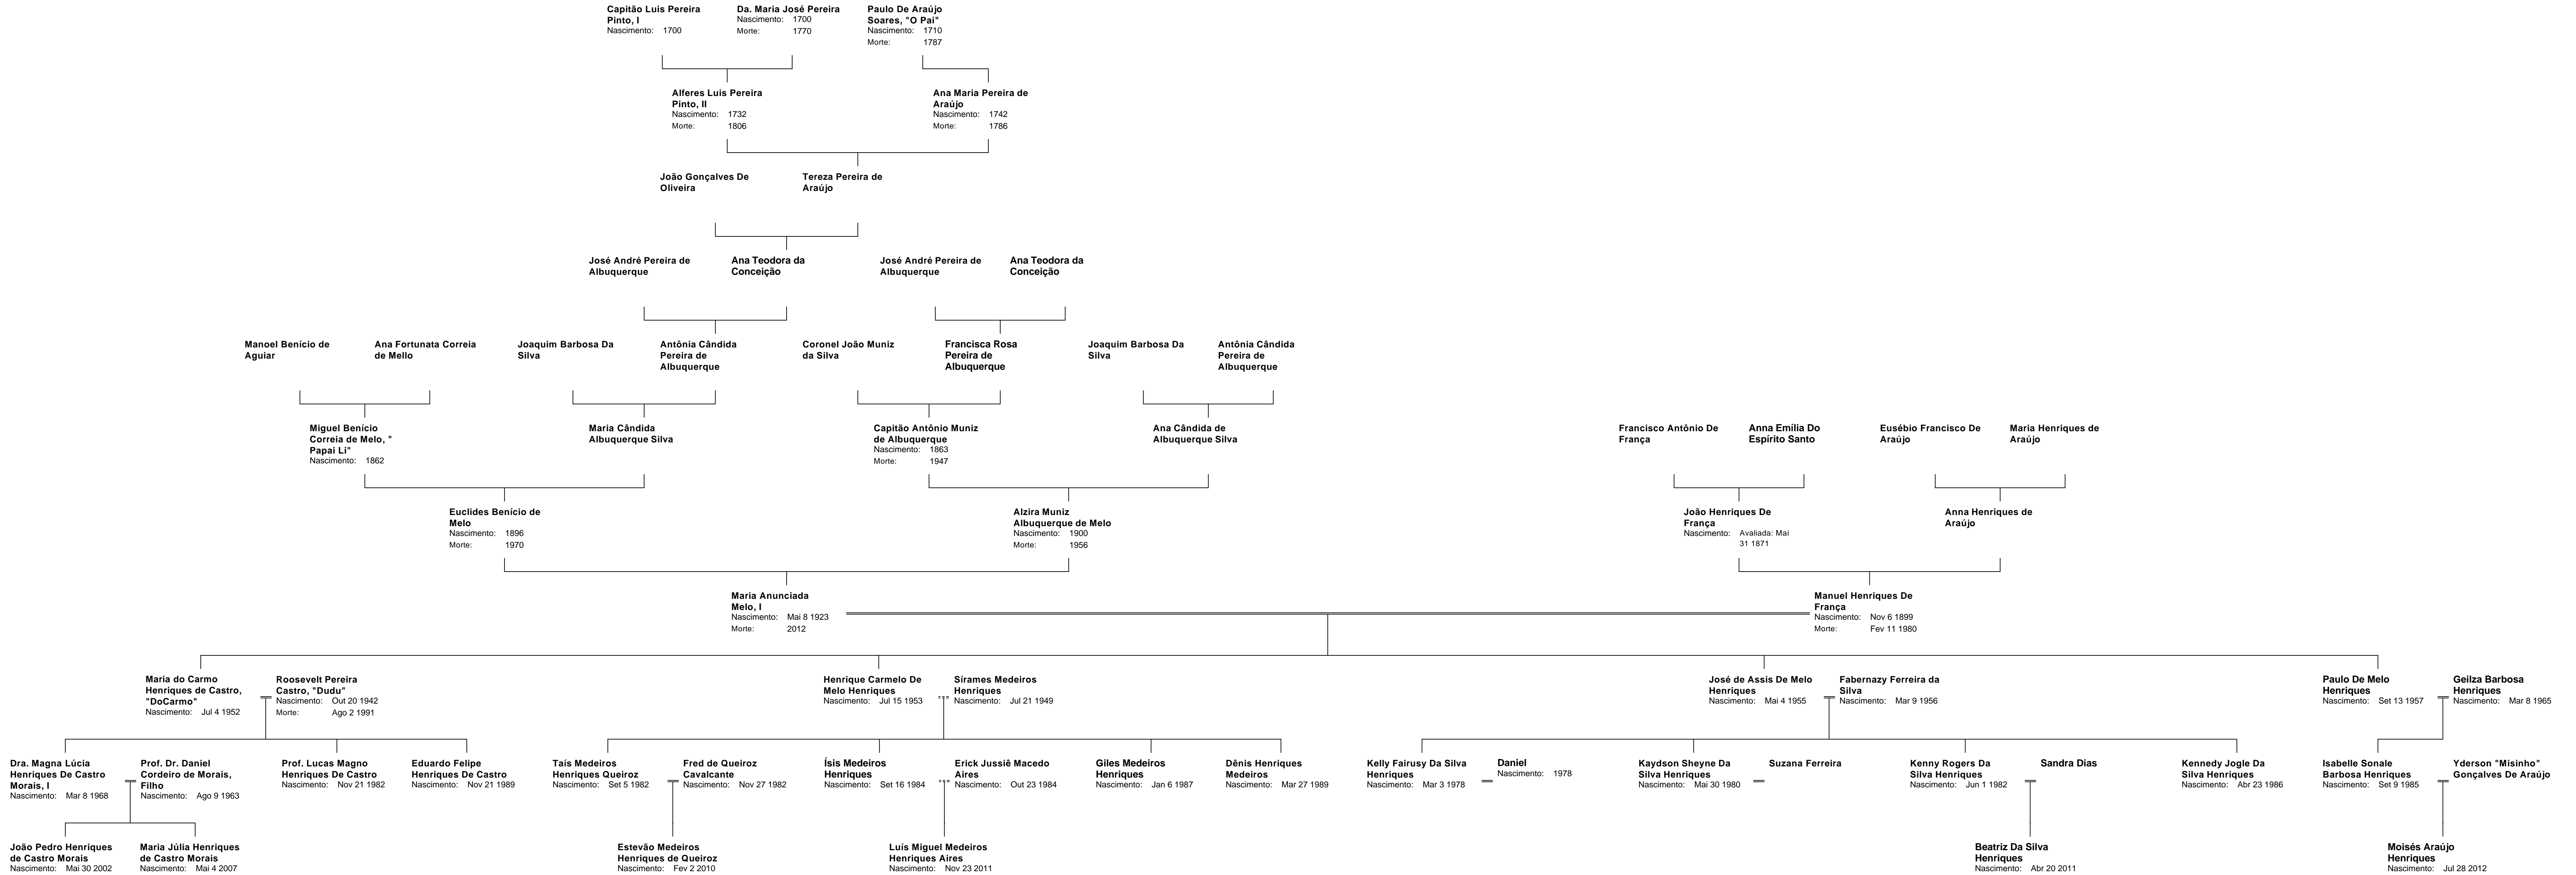 Capitão Luis Pereira
Pinto, I
Nascimento: 1700
Da. Maria José Pereira
Nascimento: 1700
Morte: 1770
Paulo De Araújo
Soares, "O Pai"
Nascimento: 1710
Morte: 1787
Alferes Luis Pereira
Pinto, II
Nascimento: 1732
Morte: 1806
Ana Maria Pereira de
Araújo
Nascimento: 1742
Morte: 1786
João Gonçalves De
Oliveira
Tereza Pereira de
Araújo
José André Pereira de
Albuquerque
Ana Teodora da
Conceição
José André Pereira de
Albuquerque
Ana Teodora da
Conceição
Manoel Benício de
Aguiar
Ana Fortunata Correia
de Mello
Joaquim Barbosa Da
Silva
Antônia Cândida
Pereira de
Albuquerque
Coronel João Muniz
da Silva
Francisca Rosa
Pereira de
Albuquerque
Joaquim Barbosa Da
Silva
Antônia Cândida
Pereira de
Albuquerque
Miguel Benício
Correia de Melo, "
Papai Li"
Nascimento: 1862
Maria Cândida
Albuquerque Silva
Capitão Antônio Muniz
de Albuquerque
Nascimento: 1863
Morte: 1947
Ana Cândida de
Albuquerque Silva
Francisco Antônio De
França
Anna Emília Do
Espírito Santo
Eusébio Francisco De
Araújo
Maria Henriques de
Araújo
Euclides Benício de
Melo
Nascimento: 1896
Morte: 1970
Alzira Muniz
Albuquerque de Melo
Nascimento: 1900
Morte: 1956
João Henriques De
França
Nascimento: Avaliada: Mai
31 1871
Anna Henriques de
Araújo
Maria Anunciada
Melo, I
Nascimento: Mai 8 1923
Morte: 2012
Manuel Henriques De
França
Nascimento: Nov 6 1899
Morte: Fev 11 1980
Maria do Carmo
Henriques de Castro,
"DoCarmo"
Nascimento: Jul 4 1952
Roosevelt Pereira
Castro, "Dudu"
Nascimento: Out 20 1942
Morte: Ago 2 1991
Henrique Carmelo De
Melo Henriques
Nascimento: Jul 15 1953
Sírames Medeiros
Henriques
Nascimento: Jul 21 1949
José de Assis De Melo
Henriques
Nascimento: Mai 4 1955
Fabernazy Ferreira da
Silva
Nascimento: Mar 9 1956
Paulo De Melo
Henriques
Nascimento: Set 13 1957
Geilza Barbosa
Henriques
Nascimento: Mar 8 1965
Dra. Magna Lúcia
Henriques De Castro
Morais, I
Nascimento: Mar 8 1968
Prof. Dr. Daniel
Cordeiro de Morais,
Filho
Nascimento: Ago 9 1963
Prof. Lucas Magno
Henriques De Castro
Nascimento: Nov 21 1982
Eduardo Felipe
Henriques De Castro
Nascimento: Nov 21 1989
Taís Medeiros
Henriques Queiroz
Nascimento: Set 5 1982
Fred de Queiroz
Cavalcante
Nascimento: Nov 27 1982
Ísis Medeiros
Henriques
Nascimento: Set 16 1984
Erick Jussiê Macedo
Aires
Nascimento: Out 23 1984
Giles Medeiros
Henriques
Nascimento: Jan 6 1987
Dênis Henriques
Medeiros
Nascimento: Mar 27 1989
Kelly Fairusy Da Silva
Henriques
Nascimento: Mar 3 1978
Daniel
Nascimento: 1978
Kaydson Sheyne Da
Silva Henriques
Nascimento: Mai 30 1980
Suzana Ferreira
Kenny Rogers Da
Silva Henriques
Nascimento: Jun 1 1982
Sandra Dias
Kennedy Jogle Da
Silva Henriques
Nascimento: Abr 23 1986
Isabelle Sonale
Barbosa Henriques
Nascimento: Set 9 1985
Yderson "Misinho"
Gonçalves De Araújo
João Pedro Henriques
de Castro Morais
Nascimento: Mai 30 2002
Maria Júlia Henriques
de Castro Morais
Nascimento: Mai 4 2007
Estevão Medeiros
Henriques de Queiroz
Nascimento: Fev 2 2010
Luís Miguel Medeiros
Henriques Aires
Nascimento: Nov 23 2011
Beatriz Da Silva
Henriques
Nascimento: Abr 20 2011
Moisés Araújo
Henriques
Nascimento: Jul 28 2012